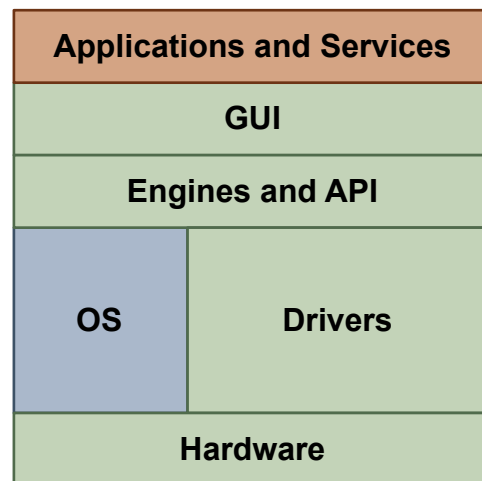 Applications and Services
GUI
Engines and API
OS
Drivers
Hardware